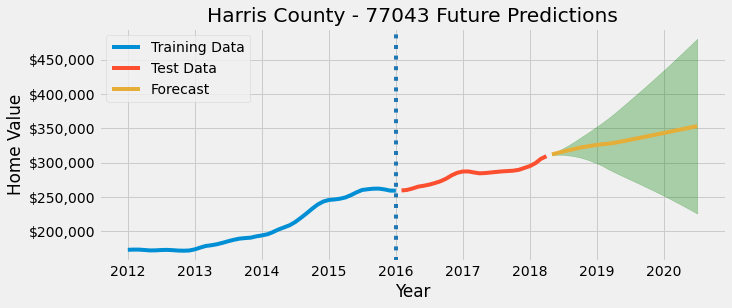 Harris County - 77043 Future Predictions
Training Data
Test Data
Forecast
Home Value
$450,000
$400,000
$350,000
$300,000
$250,000
$200,000
2012 2013 2014 2015 2016 2017 2018 2019 2020
Year